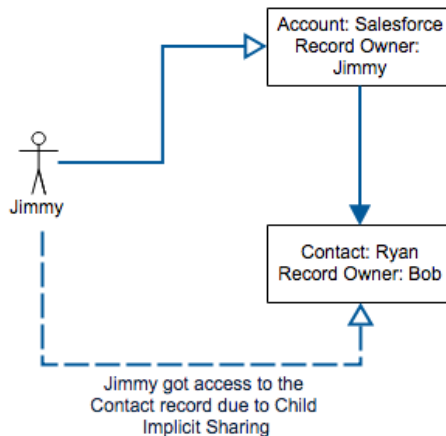 Account: Salesforce
Record Owner:
Jimmy
Jimmy
Contact: Ryan
Record Owner: Bob
Jimmy got access to the
Contact record due to Child
Implicit Sharing